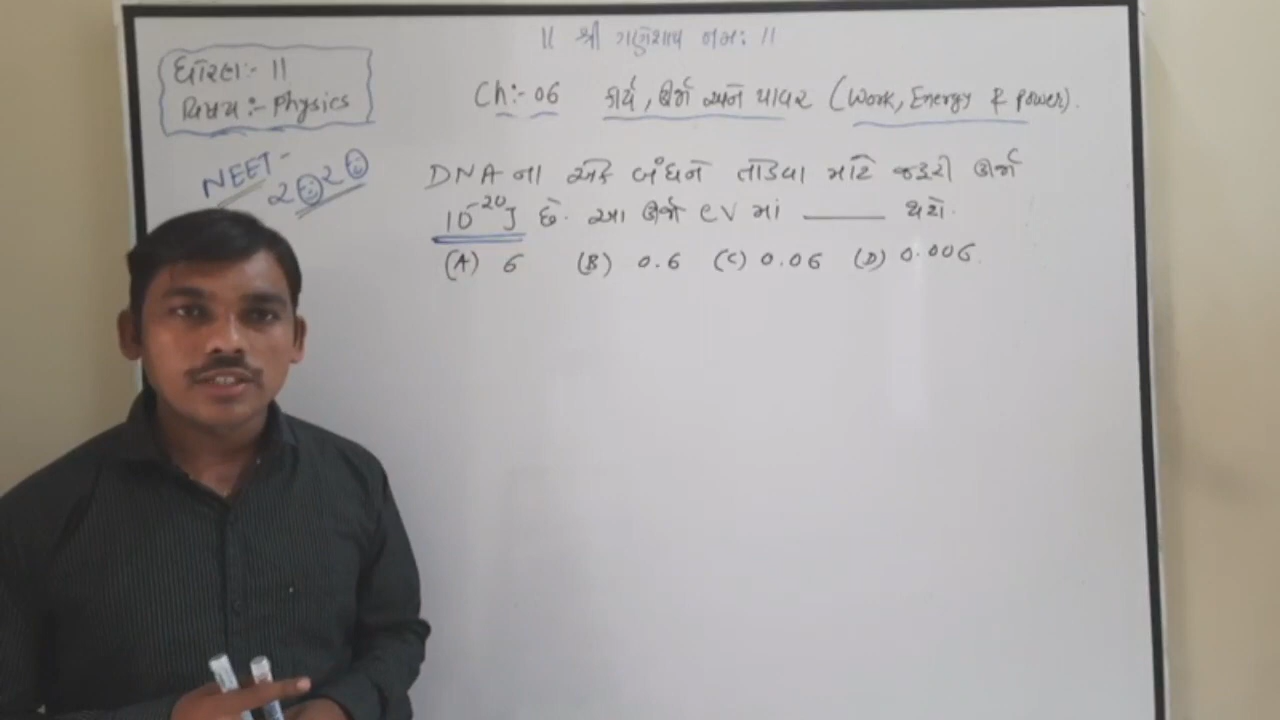 || શ્રી ગણેશાય નમ: ||
ધોરણ:- 11
વિષય:- Physics
Ch:- 06 કાર્ય, ઊર્જા અને પાવર (Work, Energy & Power).
NEET-
2020
DNA ના એક બંધને તોડવા માટે જરૂરી ઊર્જા
10⁻²⁰J છે. આ ઊર્જા eV માં ______ થશે.
(A) 6 (B) 0.6 (C) 0.06 (D) 0.006.